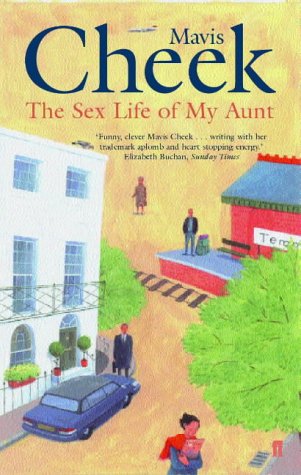 Mavis
Cheek
The Sex Life of My Aunt
‘Funny, clever Mavis Cheek . . . writing with her
trademark aplomb and heart stopping energy.’
Elizabeth Buchan, Sunday Times
ff